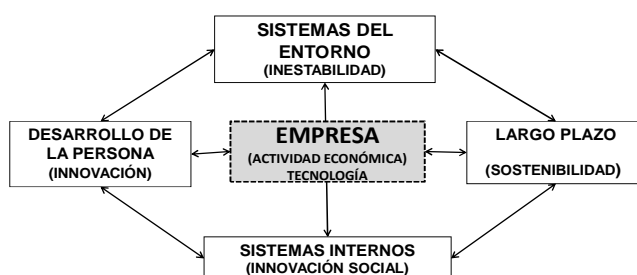 SISTEMAS DEL
ENTORNO
(INESTABILIDAD)
DESARROLLO DE
LA PERSONA
(INNOVACIÓN)
EMPRESA
(ACTIVIDAD ECONÓMICA)
TECNOLOGÍA
LARGO PLAZO
(SOSTENIBILIDAD)
SISTEMAS INTERNOS
(INNOVACIÓN SOCIAL)